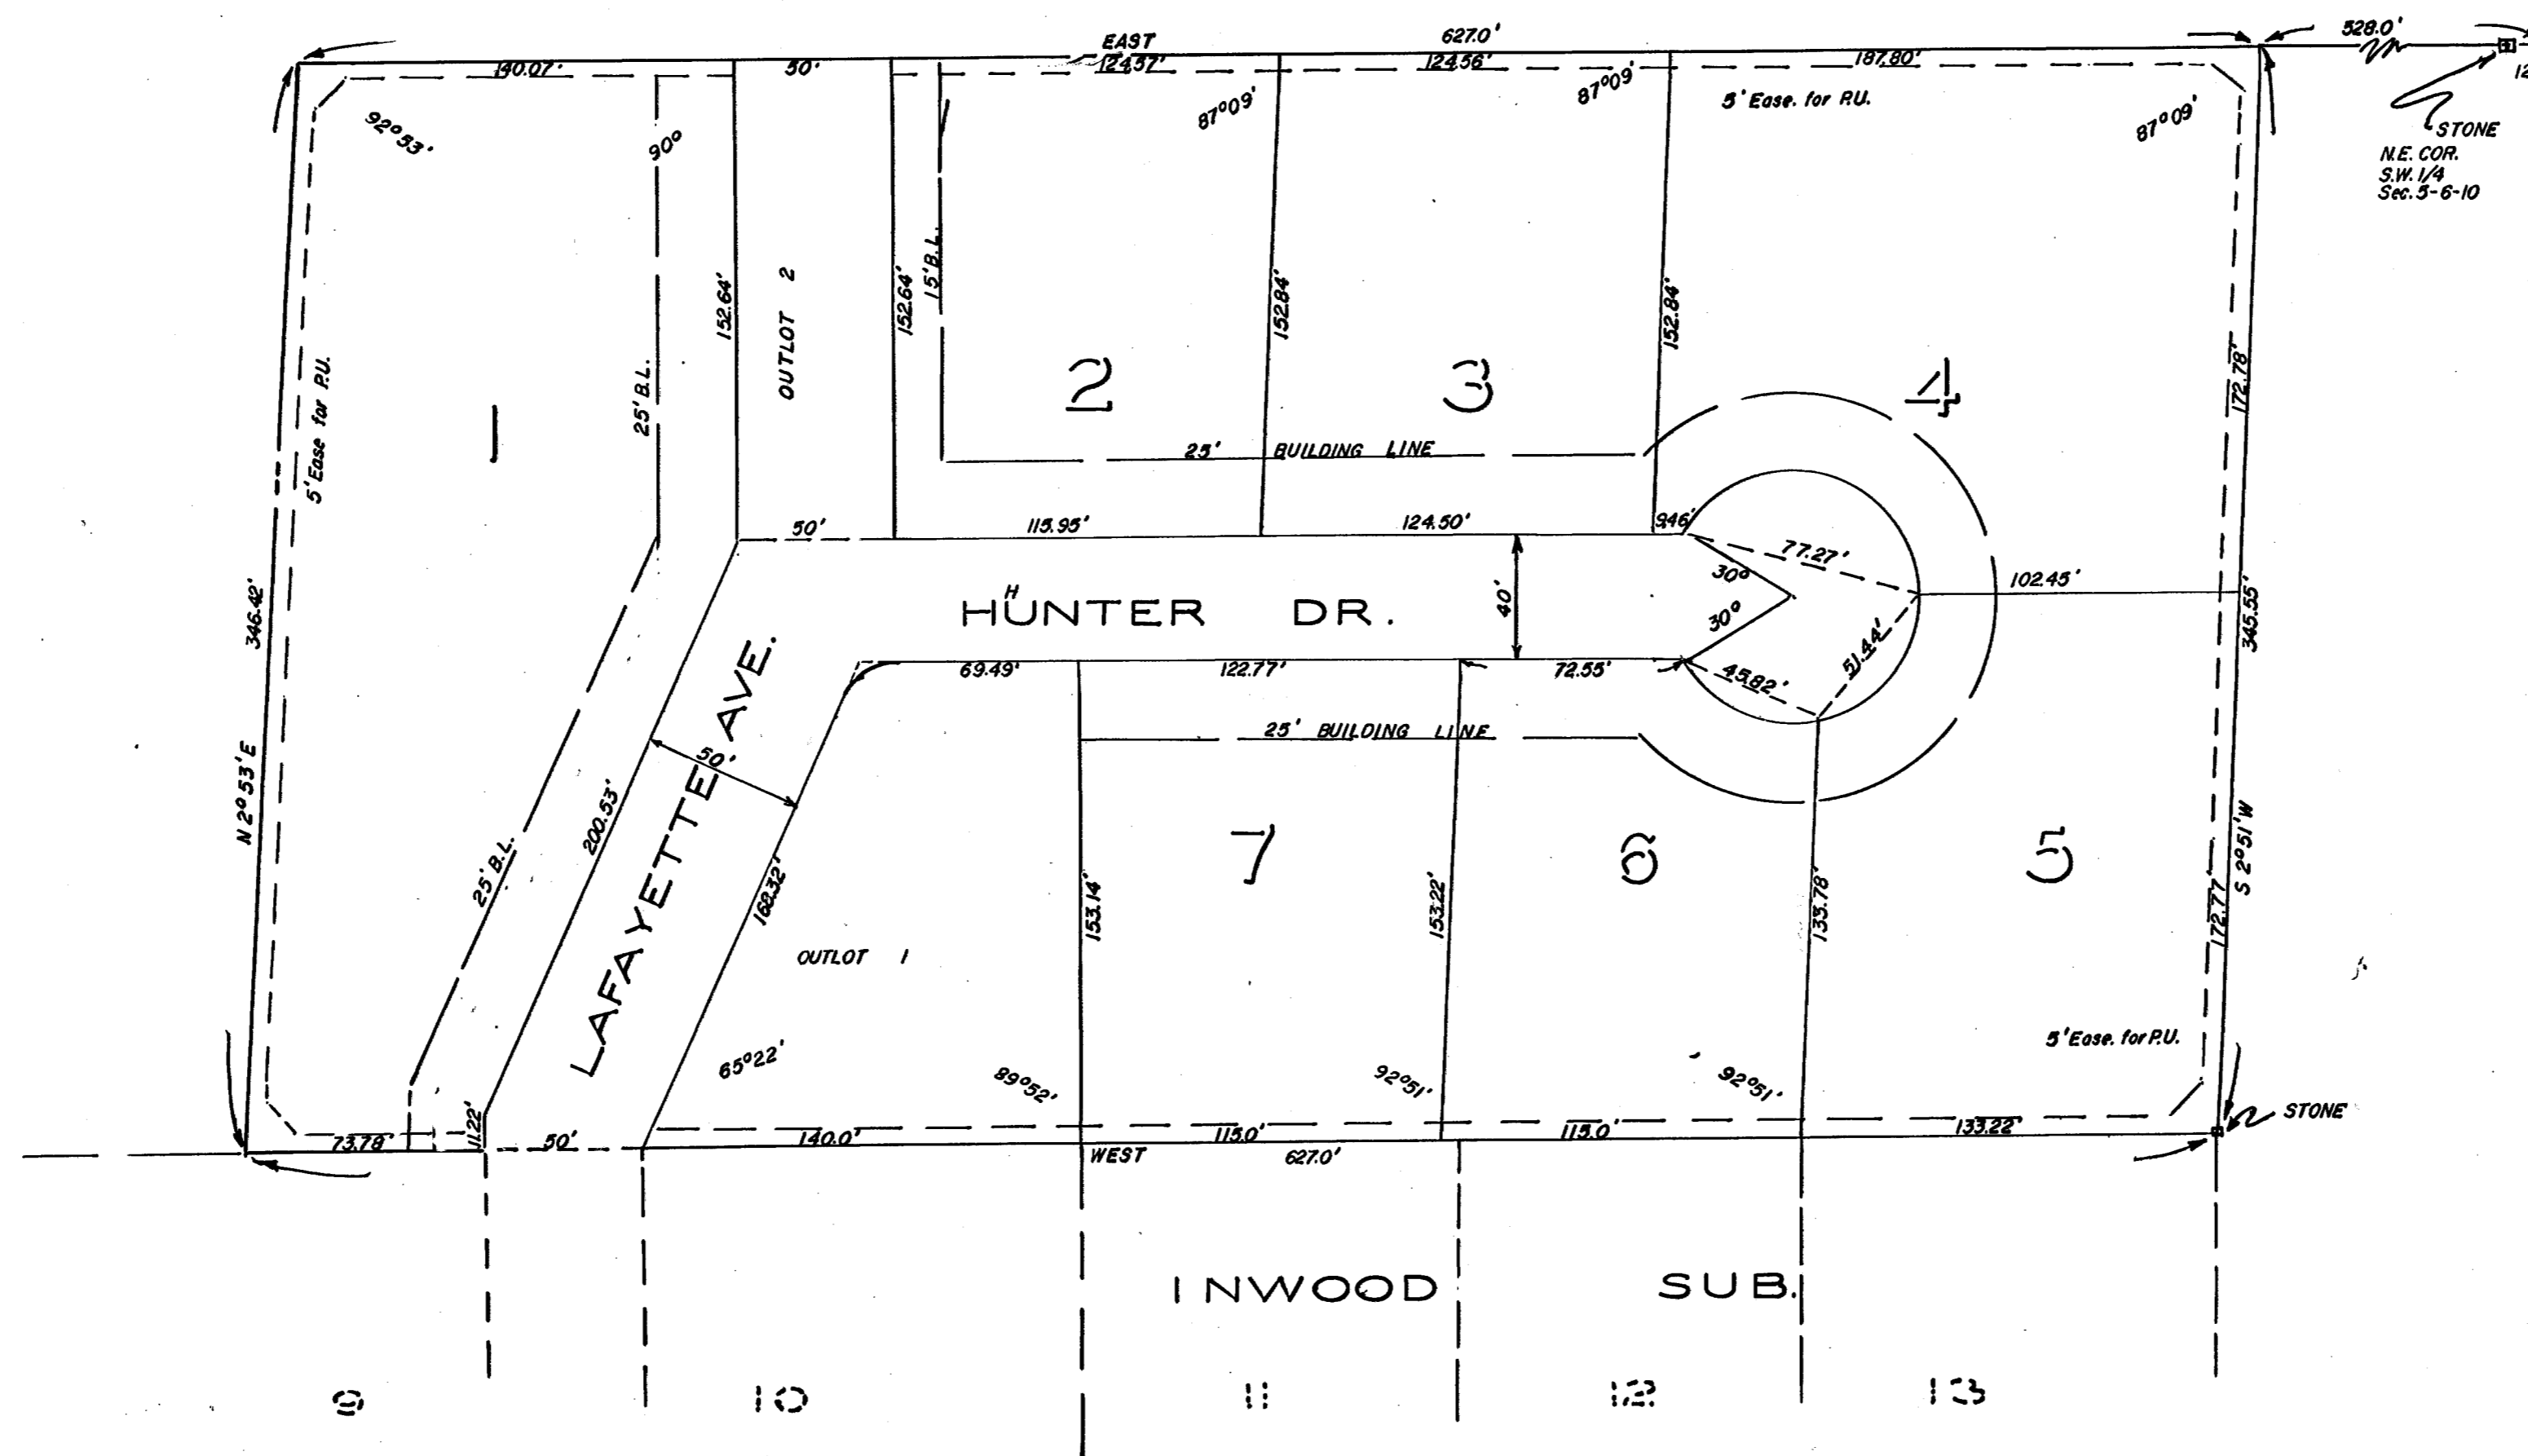 EAST
627.0'
528.0'
140.07'
50'
124.57'
124.56'
187.80'
12
92°53'
90°
87°09'
87°09'
87°09'
5' Ease. for P.U.
STONE
N.E. COR.
S.W. 1/4
Sec. 5-6-10
5' Ease for P.U.
25' B.L.
152.64'
OUTLOT 2
152.64'
15' B.L.
152.84'
152.84'
172.78'
1
2
3
4
25' BUILDING LINE
50'
115.95'
124.50'
9.46'
77.27'
30°
30°
40'
102.45'
346.42'
345.55'
H
HUNTER DR.
69.49'
122.77'
72.55'
45.82'
51.44'
25' BUILDING LINE
LAFAYETTE AVE.
50'
N 2°53' E
200.53'
25' B.L.
168.32'
7
6
5
153.14'
153.22'
133.78'
S 2°51' W
172.77'
OUTLOT 1
65°22'
89°52'
92°51'
92°51'
5' Ease. for P.U.
STONE
11.22'
73.78'
50'
140.0'
115.0'
115.0'
133.22'
WEST
627.0'
INWOOD SUB.
9
10
11
12
13